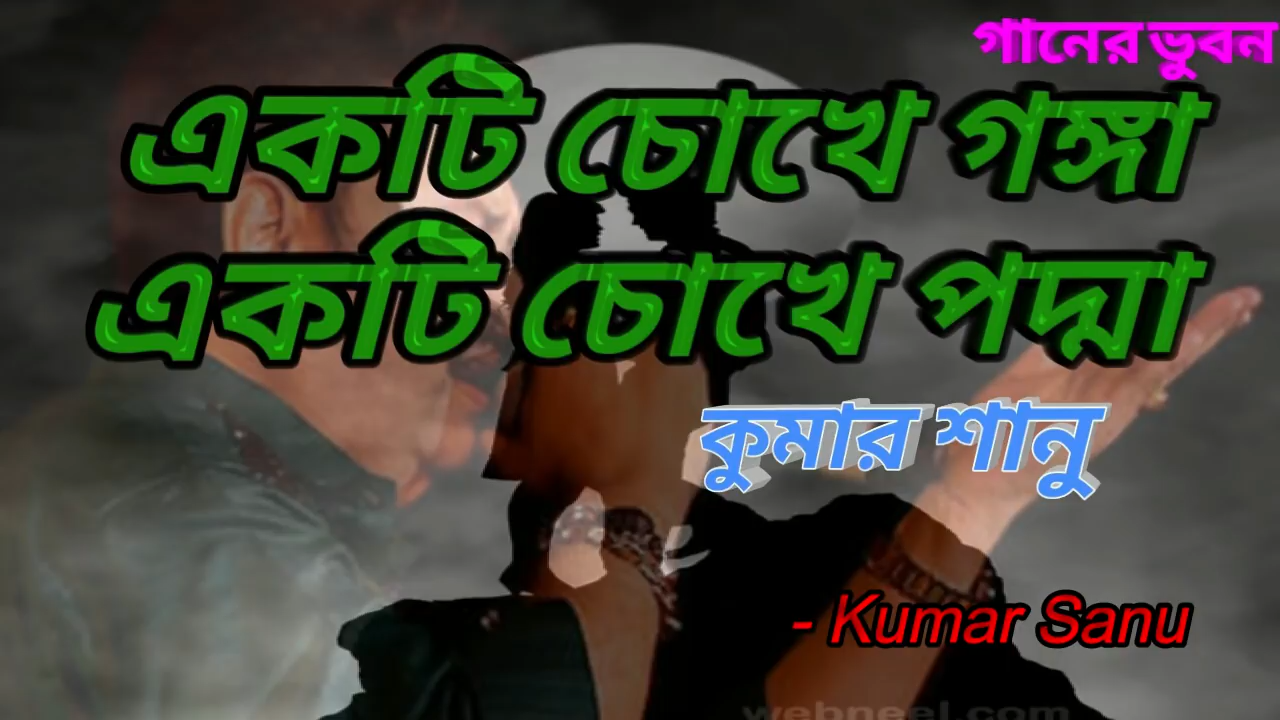 গানের ভুবন
একটি চোখে গঙ্গা
একটি চোখে পদ্মা
কুমার শানু
- Kumar Sanu
webneel.com